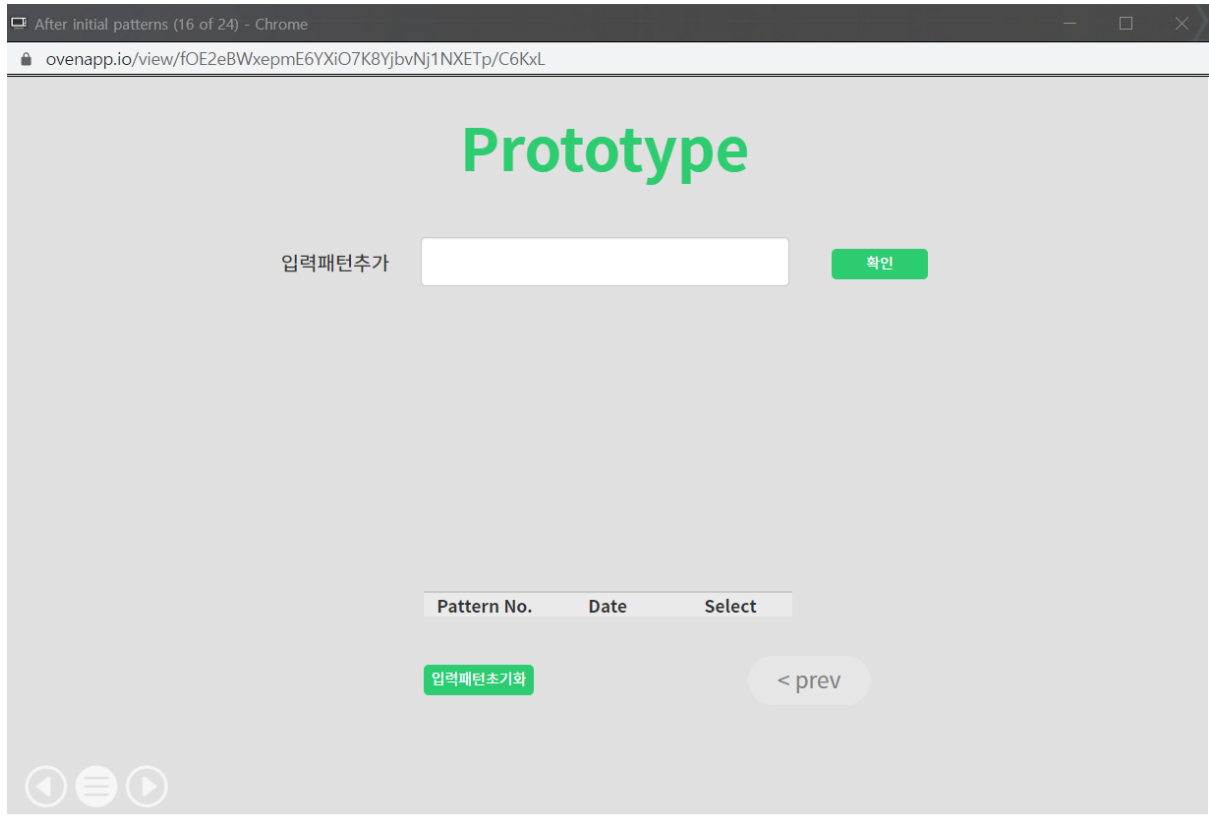 After initial patterns (16 of 24) - Chrome
ovenapp.io/view/fOE2eBWxepmE6YXiO7K8YjbvNj1NXETp/C6KxL
Prototype
입력패턴추가 확인
Pattern No. Date Select
입력패턴초기화 < prev